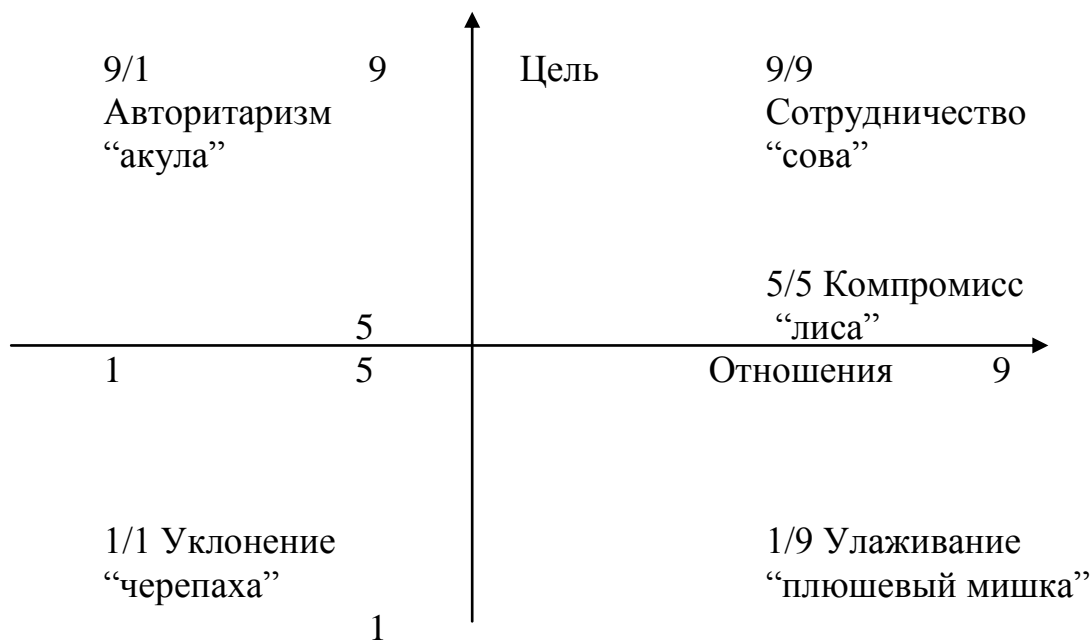 9/1 9 Цель 9/9
Авторитаризм Сотрудничество
“акула” “сова”
5/5 Компромисс
5 “лиса”
1 5 Отношения 9
1/1 Уклонение 1/9 Улаживание
“черепаха” “плюшевый мишка”
1